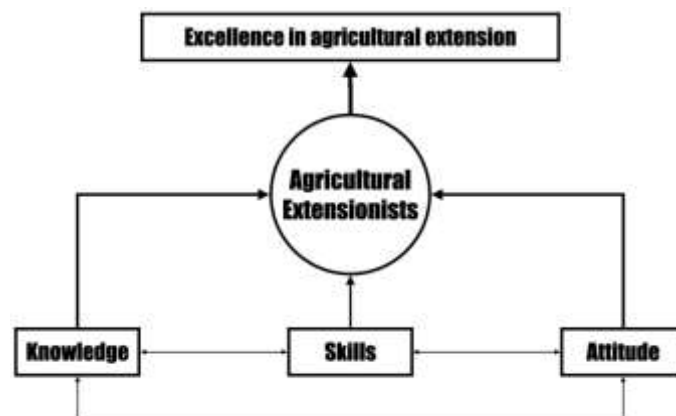 Excellence in agricultural extension
Agricultural
Extensionists
Knowledge
Skills
Attitude